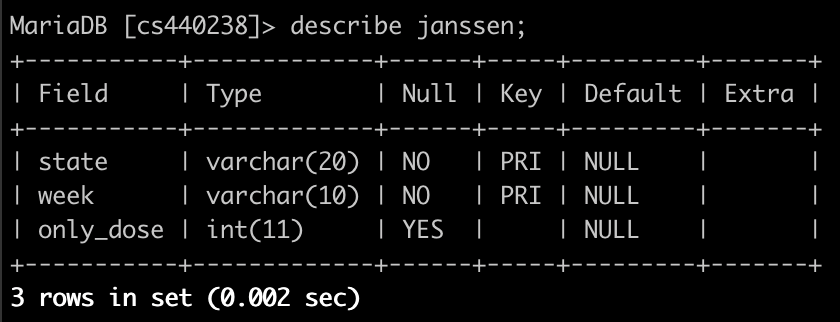 MariaDB [cs440238]> describe janssen;
+-----------+-------------+------+-----+---------+-------+
| Field     | Type        | Null | Key | Default | Extra |
+-----------+-------------+------+-----+---------+-------+
| state     | varchar(20) | NO   | PRI | NULL    |       |
| week      | varchar(10) | NO   | PRI | NULL    |       |
| only_dose | int(11)     | YES  |     | NULL    |       |
+-----------+-------------+------+-----+---------+-------+
3 rows in set (0.002 sec)